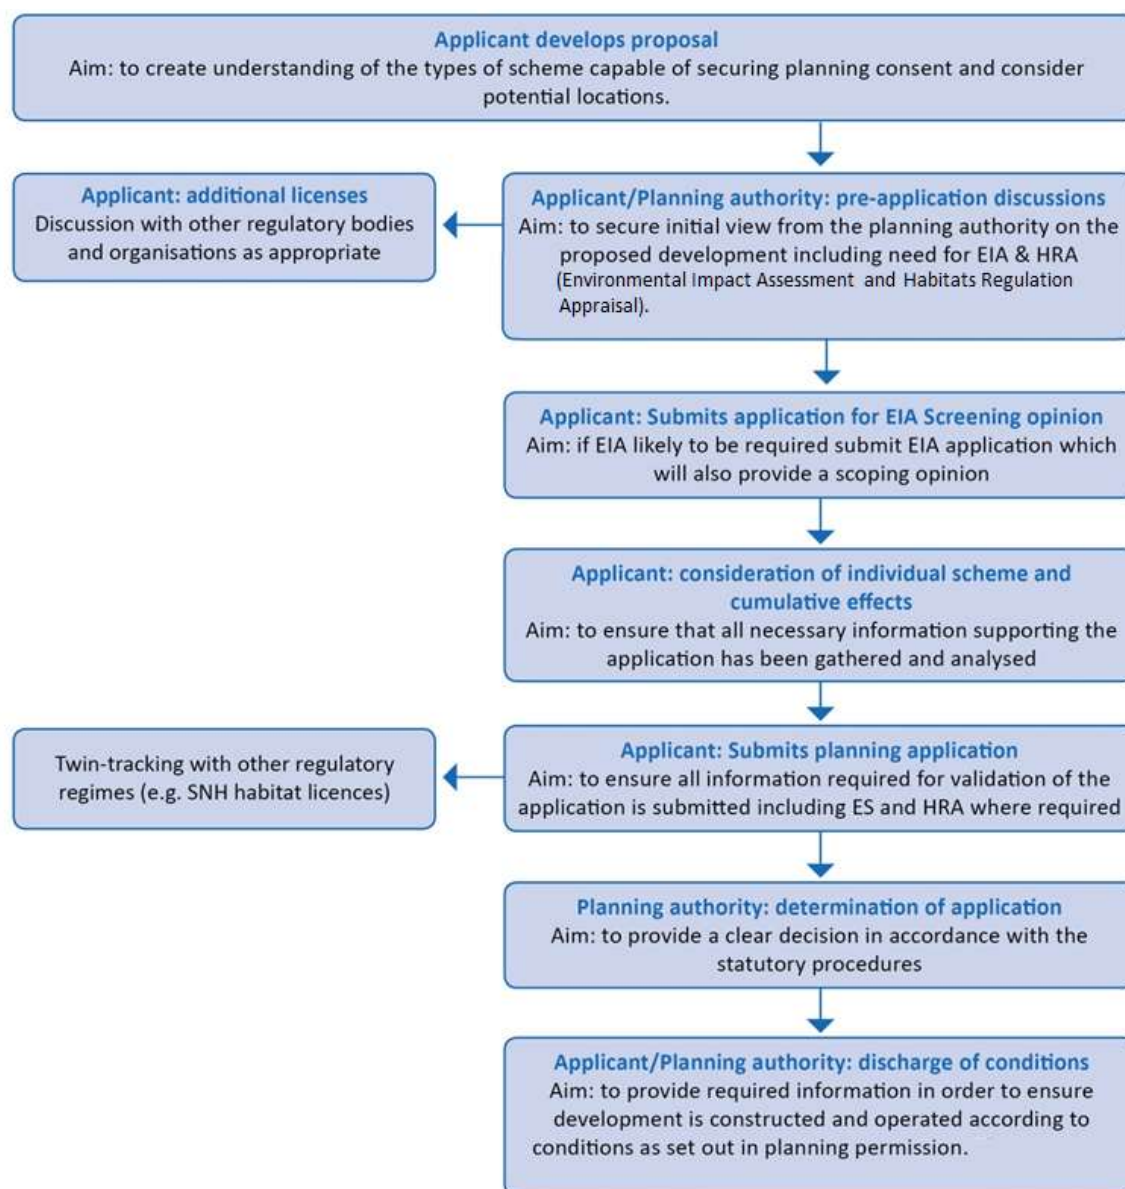 Applicant develops proposal
Aim: to create understanding of the types of scheme capable of securing planning consent and consider
potential locations.
Applicant: additional licenses
Discussion with other regulatory bodies
and organisations as appropriate
Applicant/Planning authority: pre-application discussions
Aim: to secure initial view from the planning authority on the
proposed development including need for EIA & HRA
(Environmental Impact Assessment and Habitats Regulation
Appraisal).
Applicant: Submits application for EIA Screening opinion
Aim: if EIA likely to be required submit EIA application which
will also provide a scoping opinion
Applicant: consideration of individual scheme and
cumulative effects
Aim: to ensure that all necessary information supporting the
application has been gathered and analysed
Twin-tracking with other regulatory
regimes (e.g. SNH habitat licences)
Applicant: Submits planning application
Aim: to ensure all information required for validation of the
application is submitted including ES and HRA where required
Planning authority: determination of application
Aim: to provide a clear decision in accordance with the
statutory procedures
Applicant/Planning authority: discharge of conditions
Aim: to provide required information in order to ensure
development is constructed and operated according to
conditions as set out in planning permission.